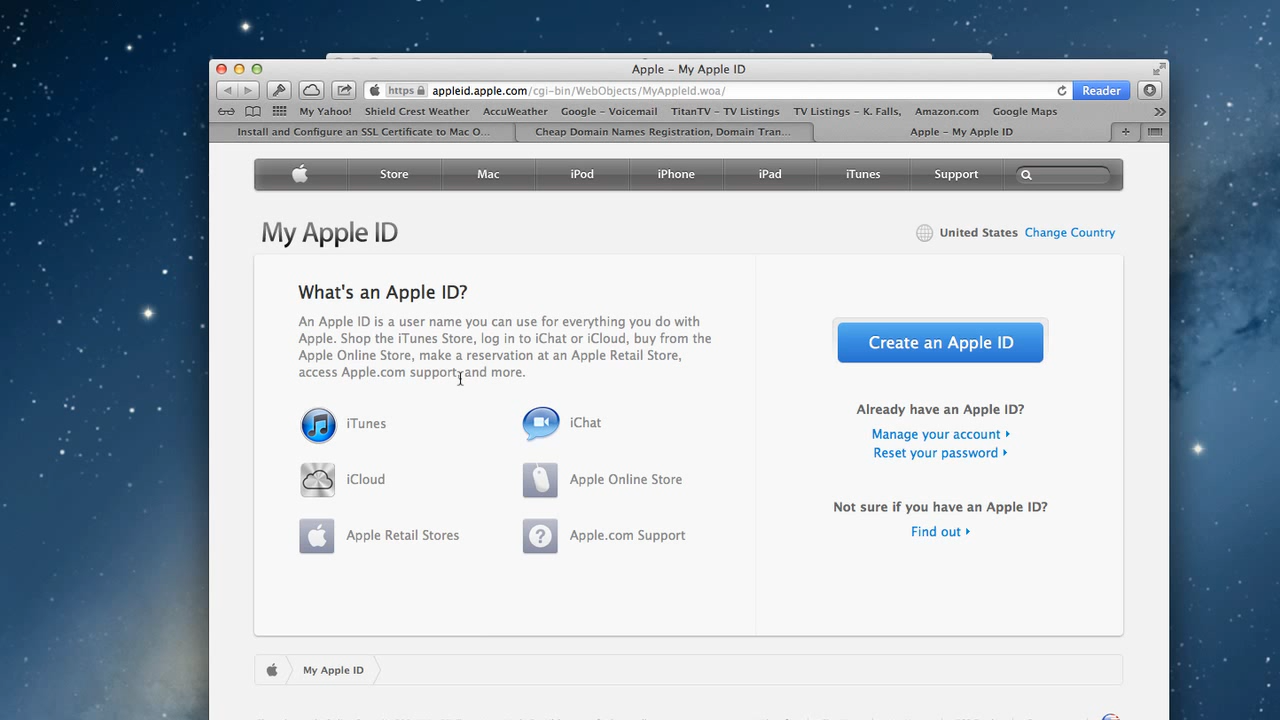 Apple – My Apple ID
https appleid.apple.com/cgi-bin/WebObjects/MyAppleId.woa/ Reader
My Yahoo! Shield Crest Weather AccuWeather Google – Voicemail TitanTV – TV Listings TV Listings – K. Falls, Amazon.com Google Maps
Install and Configure an SSL Certificate to Mac O... Cheap Domain Names Registration, Domain Tran... Apple – My Apple ID
Store Mac iPod iPhone iPad iTunes Support
My Apple ID
United States Change Country
What's an Apple ID?
An Apple ID is a user name you can use for everything you do with
Apple. Shop the iTunes Store, log in to iChat or iCloud, buy from the
Apple Online Store, make a reservation at an Apple Retail Store,
access Apple.com support, and more.
iTunes iChat
iCloud Apple Online Store
Apple Retail Stores Apple.com Support
Create an Apple ID
Already have an Apple ID?
Manage your account
Reset your password
Not sure if you have an Apple ID?
Find out
My Apple ID